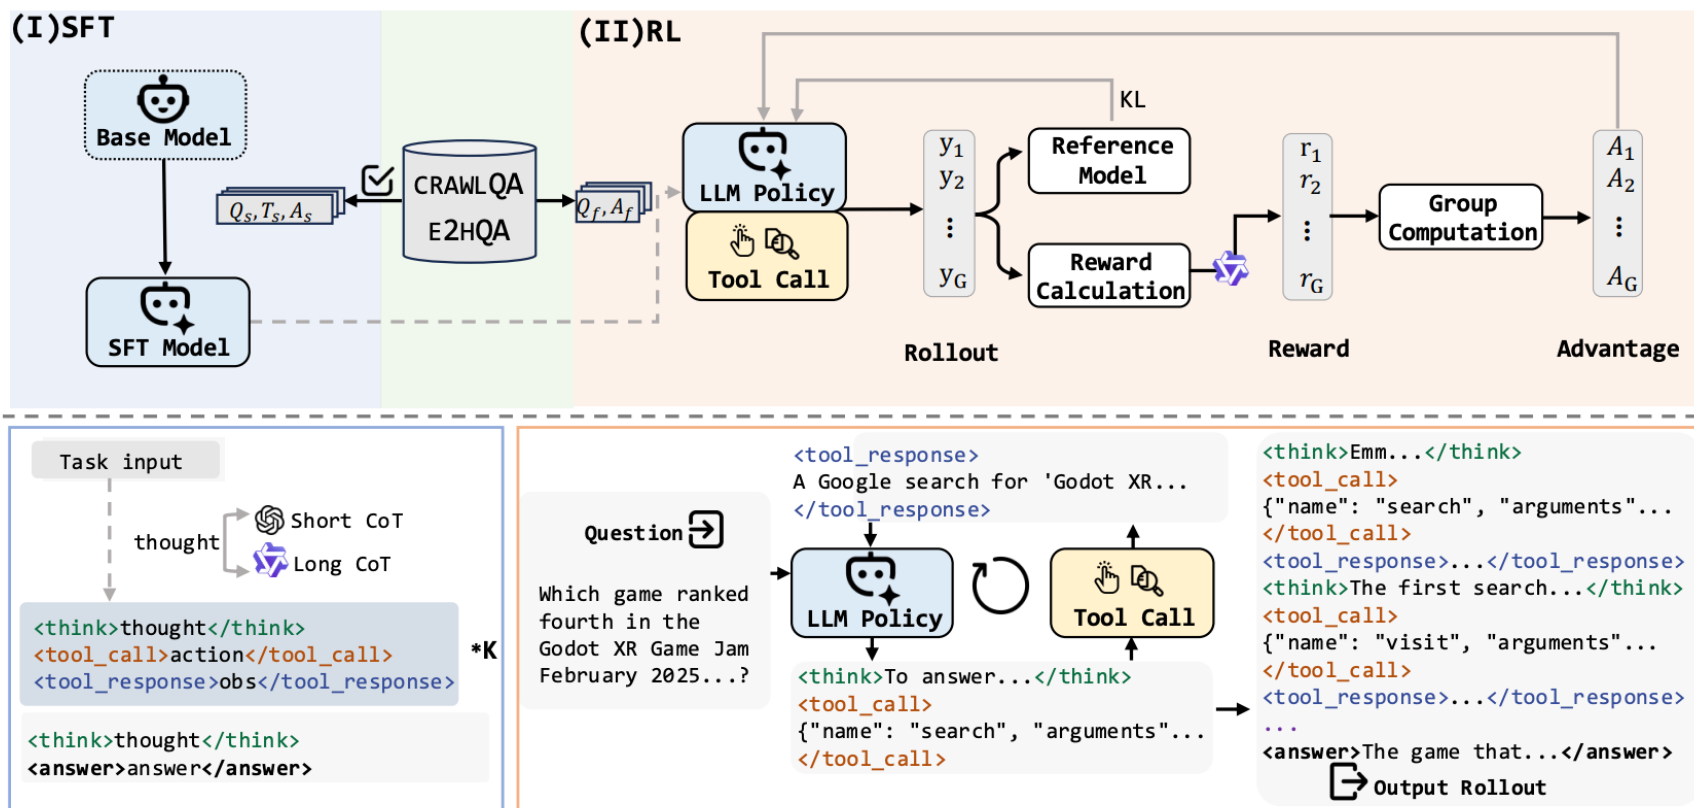 (I)SFT
Base Model
Qs, Ts, As
SFT Model
CRAWLQA
E2HQA
Qf, Af
(II)RL
LLM Policy
Tool Call
y1
y2
⋮
yG
Rollout
KL
Reference
Model
Reward
Calculation
r1
r2
⋮
rG
Reward
Group
Computation
A1
A2
⋮
AG
Advantage
Task input
thought
Short CoT
Long CoT
<think>thought</think>
<tool_call>action</tool_call>
<tool_response>obs</tool_response>
*K
<think>thought</think>
<answer>answer</answer>
Question
Which game ranked
fourth in the
Godot XR Game Jam
February 2025...?
<tool_response>
A Google search for 'Godot XR...
</tool_response>
LLM Policy
Tool Call
<think>To answer...</think>
<tool_call>
{"name": "search", "arguments"...
</tool_call>
<think>Emm...</think>
<tool_call>
{"name": "search", "arguments"...
</tool_call>
<tool_response>...</tool_response>
<think>The first search...</think>
<tool_call>
{"name": "visit", "arguments"...
</tool_call>
<tool_response>...</tool_response>
...
<answer>The game that...</answer>
Output Rollout